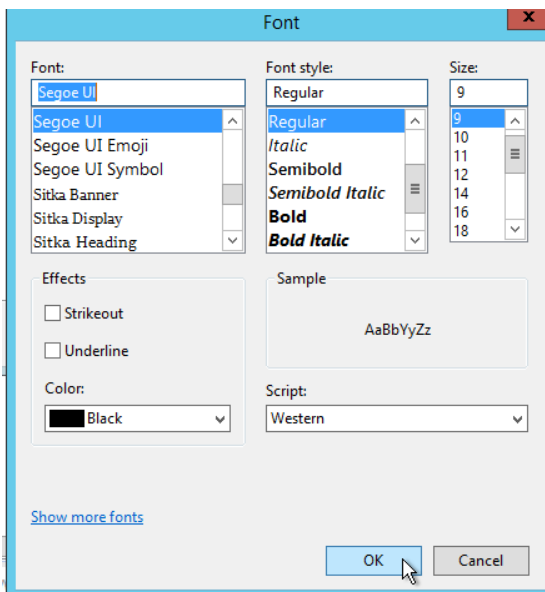 Font
x
Font:
Font style:
Size:
Segoe UI
Regular
9
Segoe UI
Segoe UI Emoji
Segoe UI Symbol
Sitka Banner
Sitka Display
Sitka Heading
Regular
Italic
Semibold
Semibold Italic
Bold
Bold Italic
9
10
11
12
14
16
18
Effects
Strikeout
Underline
Color:
Black
Sample
AaBbYyZz
Script:
Western
Show more fonts
OK
Cancel